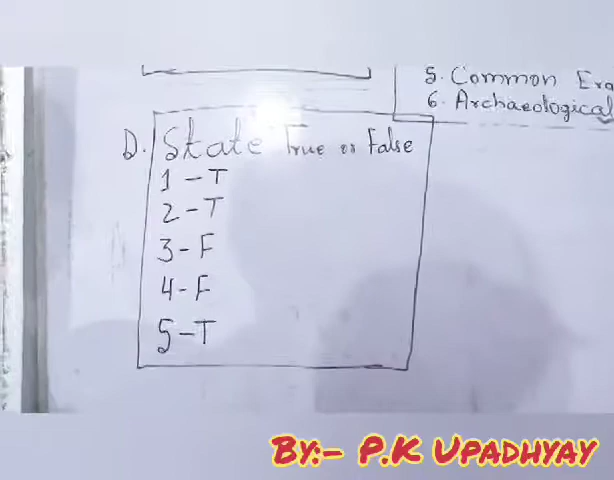 5. Common Era
6. Archaeological
D. State True or False
1 - T
2 - T
3 - F
4 - F
5 - T
By:- P.K Upadhyay